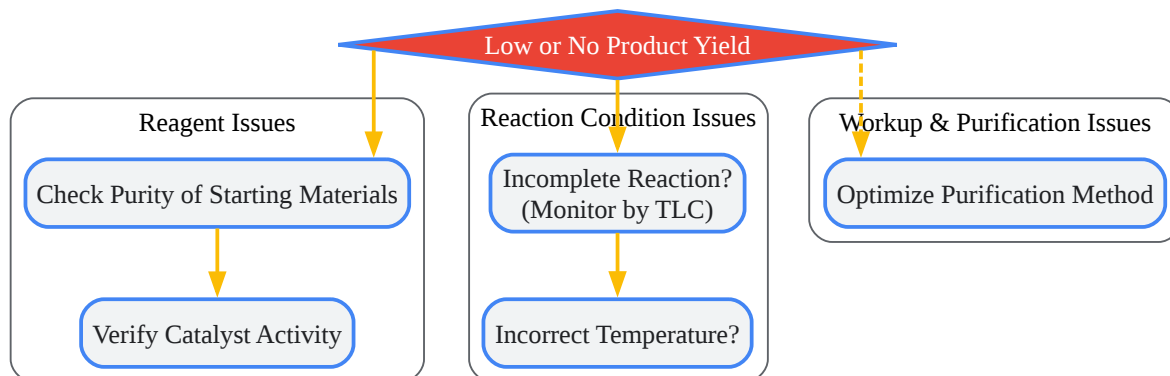 Low or No Product Yield
Reagent Issues
Check Purity of Starting Materials
Verify Catalyst Activity
Reaction Condition Issues
Incomplete Reaction?
(Monitor by TLC)
Incorrect Temperature?
Workup & Purification Issues
Optimize Purification Method